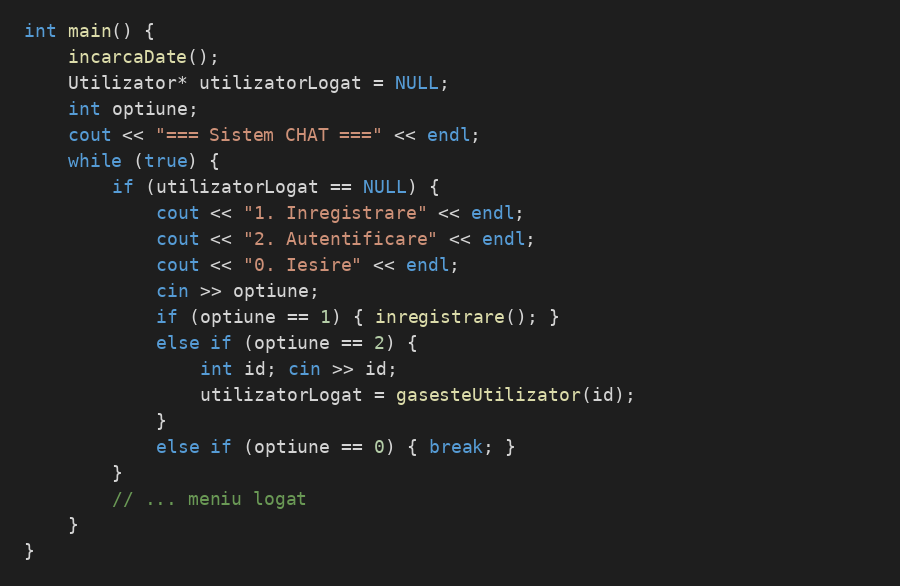 int main() {
    incarcaDate();
    Utilizator* utilizatorLogat = NULL;
    int optiune;
    cout << "=== Sistem CHAT ===" << endl;
    while (true) {
        if (utilizatorLogat == NULL) {
            cout << "1. Inregistrare" << endl;
            cout << "2. Autentificare" << endl;
            cout << "0. Iesire" << endl;
            cin >> optiune;
            if (optiune == 1) { inregistrare(); }
            else if (optiune == 2) {
                int id; cin >> id;
                utilizatorLogat = gasesteUtilizator(id);
            }
            else if (optiune == 0) { break; }
        }
        // ... meniu logat
    }
}